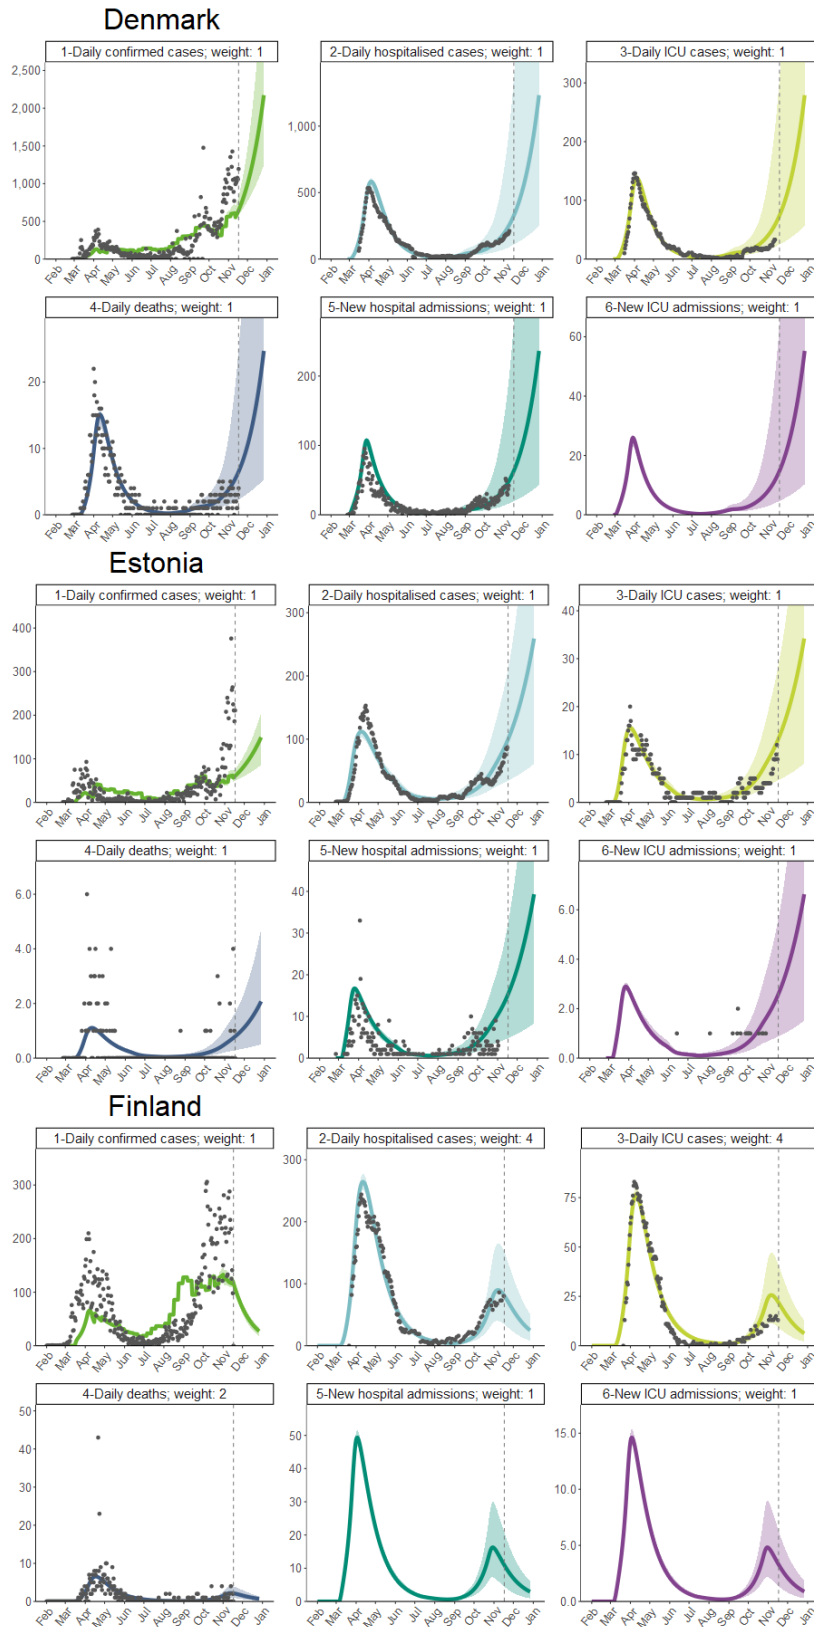 Denmark
1-Daily confirmed cases; weight: 1
2-Daily hospitalised cases; weight: 1
3-Daily ICU cases; weight: 1
2,500
2,000
1,500
1,000
500
0
Feb Mar Apr May Jun Jul Aug Sep Oct Nov Dec Jan
1,000
500
0
Feb Mar Apr May Jun Jul Aug Sep Oct Nov Dec Jan
300
200
100
0
Feb Mar Apr May Jun Jul Aug Sep Oct Nov Dec Jan
4-Daily deaths; weight: 1
5-New hospital admissions; weight: 1
6-New ICU admissions; weight: 1
20
10
0
Feb Mar Apr May Jun Jul Aug Sep Oct Nov Dec Jan
200
100
0
Feb Mar Apr May Jun Jul Aug Sep Oct Nov Dec Jan
60
40
20
0
Feb Mar Apr May Jun Jul Aug Sep Oct Nov Dec Jan
Estonia
1-Daily confirmed cases; weight: 1
2-Daily hospitalised cases; weight: 1
3-Daily ICU cases; weight: 1
400
300
200
100
0
Feb Mar Apr May Jun Jul Aug Sep Oct Nov Dec Jan
300
200
100
0
Feb Mar Apr May Jun Jul Aug Sep Oct Nov Dec Jan
40
30
20
10
0
Feb Mar Apr May Jun Jul Aug Sep Oct Nov Dec Jan
4-Daily deaths; weight: 1
5-New hospital admissions; weight: 1
6-New ICU admissions; weight: 1
6.0
4.0
2.0
0.0
Feb Mar Apr May Jun Jul Aug Sep Oct Nov Dec Jan
40
30
20
10
0
Feb Mar Apr May Jun Jul Aug Sep Oct Nov Dec Jan
6.0
4.0
2.0
0.0
Feb Mar Apr May Jun Jul Aug Sep Oct Nov Dec Jan
Finland
1-Daily confirmed cases; weight: 1
2-Daily hospitalised cases; weight: 4
3-Daily ICU cases; weight: 4
300
200
100
0
Feb Mar Apr May Jun Jul Aug Sep Oct Nov Dec Jan
300
200
100
0
Feb Mar Apr May Jun Jul Aug Sep Oct Nov Dec Jan
75
50
25
0
Feb Mar Apr May Jun Jul Aug Sep Oct Nov Dec Jan
4-Daily deaths; weight: 2
5-New hospital admissions; weight: 1
6-New ICU admissions; weight: 1
50
40
30
20
10
0
Feb Mar Apr May Jun Jul Aug Sep Oct Nov Dec Jan
50
40
30
20
10
0
Feb Mar Apr May Jun Jul Aug Sep Oct Nov Dec Jan
15.0
10.0
5.0
0.0
Feb Mar Apr May Jun Jul Aug Sep Oct Nov Dec Jan